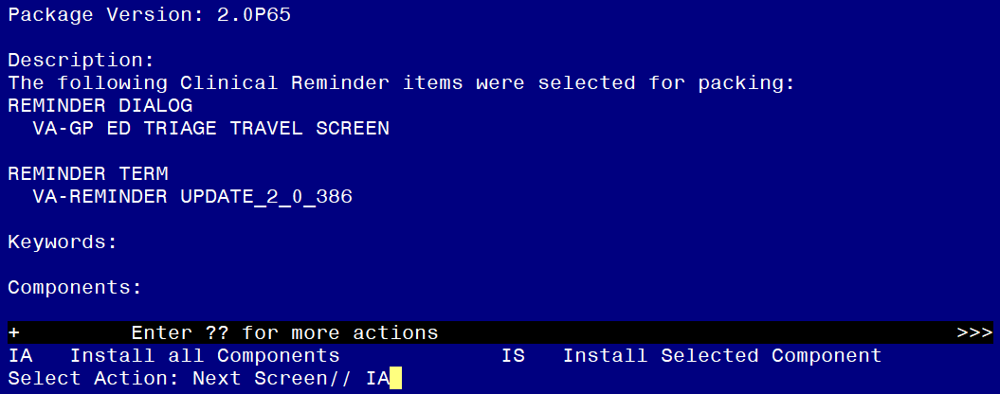 Package Version: 2.0P65
Description:
The following Clinical Reminder items were selected for packing:
REMINDER DIALOG
VA-GP ED TRIAGE TRAVEL SCREEN
REMINDER TERM
VA-REMINDER UPDATE_2_0_386
Keywords:
Components:
+ Enter ?? for more actions >>>
IA Install all Components IS Install Selected Component
Select Action: Next Screen// IA